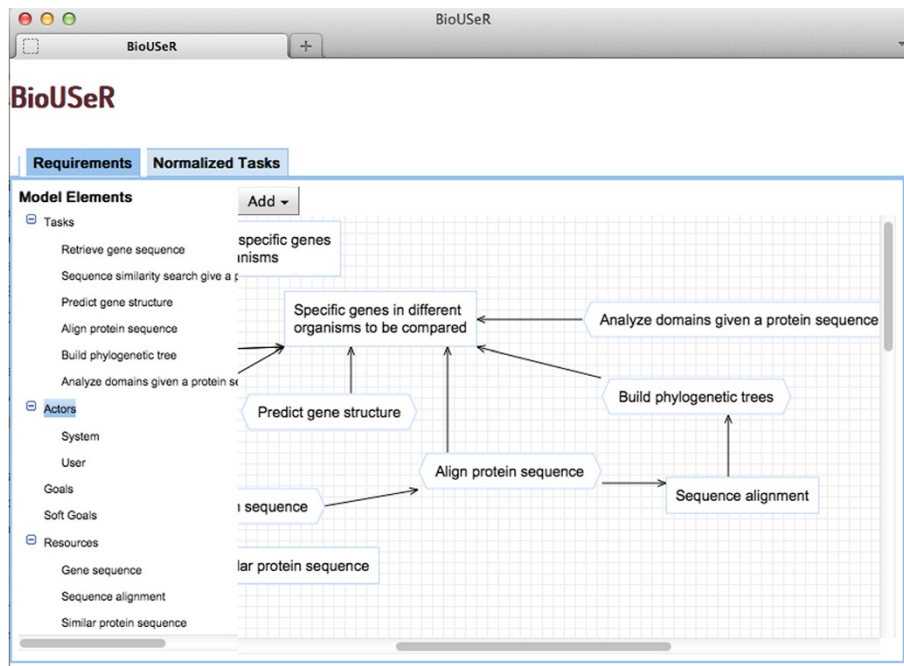 BioUSeR
BioUSeR
BioUSeR
Requirements
Normalized Tasks
Model Elements
Tasks
Retrieve gene sequence
Sequence similarity search give a p
Predict gene structure
Align protein sequence
Build phylogenetic tree
Analyze domains given a protein se
Actors
System
User
Goals
Soft Goals
Resources
Gene sequence
Sequence alignment
Similar protein sequence
Add
specific genes
nisms
Specific genes in different
organisms to be compared
Analyze domains given a protein sequence
Predict gene structure
Build phylogenetic trees
Align protein sequence
sequence
Sequence alignment
lar protein sequence